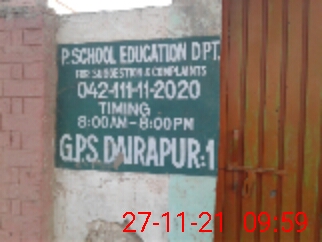 P.SCHOOL EDUCATION DPT.
FOR SUGGESTION & COMPLAINTS
042-111-11-2020
TIMING
8:00AM-8:00PM
G.P.S. DAIRAPUR:1
27-11-21 09:59